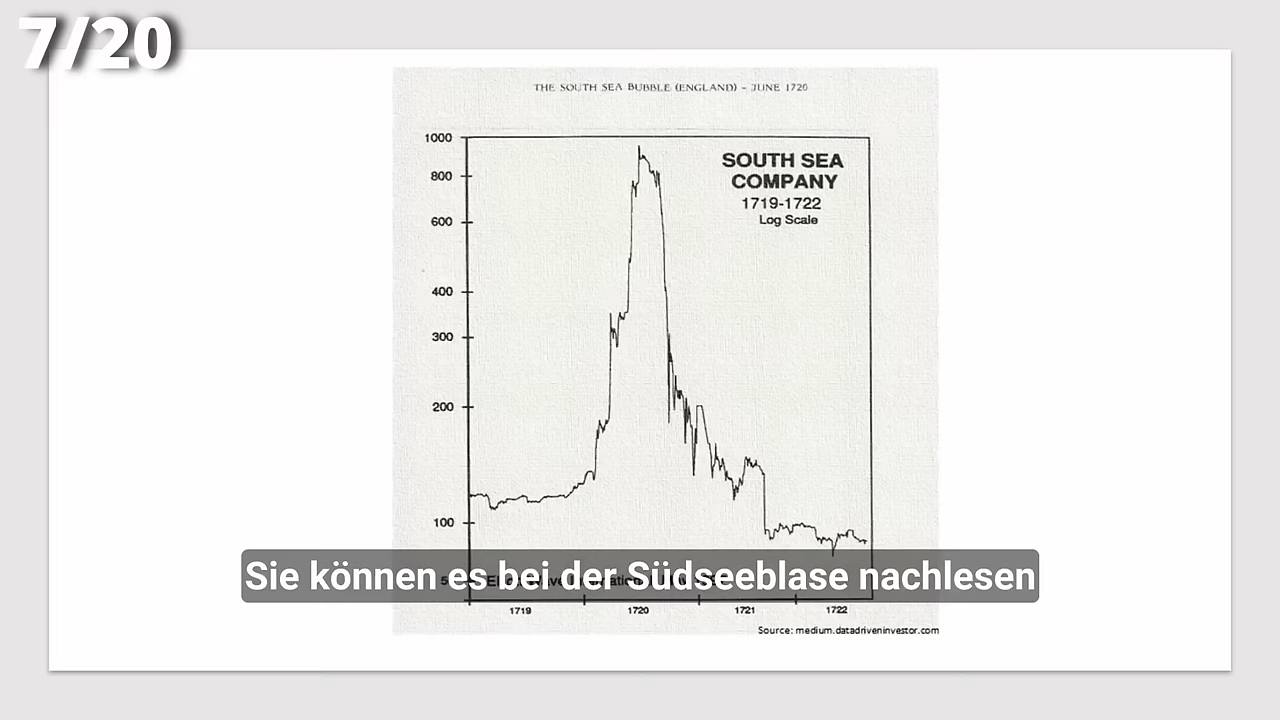 7/20
THE SOUTH SEA BUBBLE (ENGLAND) – JUNE 1720
SOUTH SEA
COMPANY
1719-1722
Log Scale
1000
800
600
400
300
200
100
Sie können es bei der Südseeblase nachlesen
1719
1720
1721
1722
Source: medium.datadriveninvestor.com